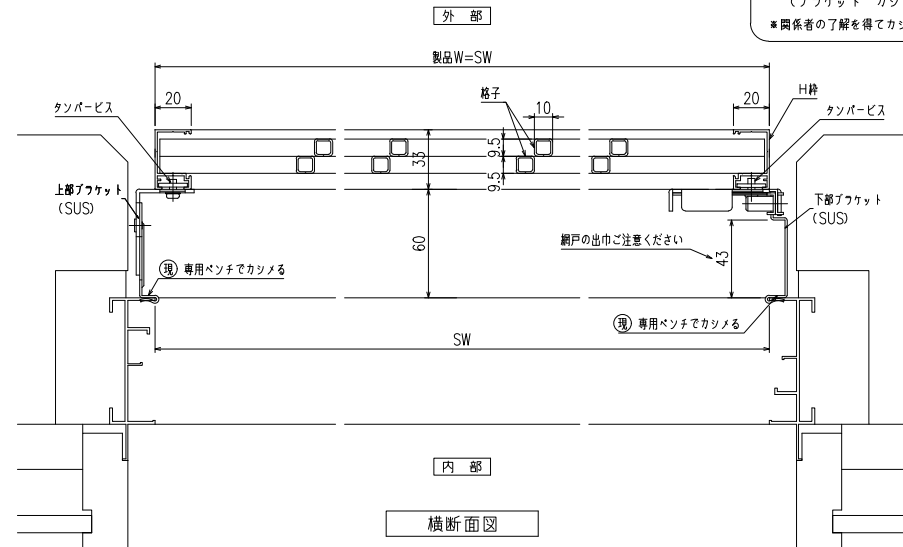 外部
(ブラケット カシ
※関係者の了解を得てカシ
製品W=SW
20
格子
10
20
H枠
タンパービス
タンパービス
33
9.5
9.5
上部ブラケット
(SUS)
下部ブラケット
(SUS)
60
網戸の出巾ご注意ください
43
現 専用ペンチでカシメる
現 専用ペンチでカシメる
SW
内部
横断面図